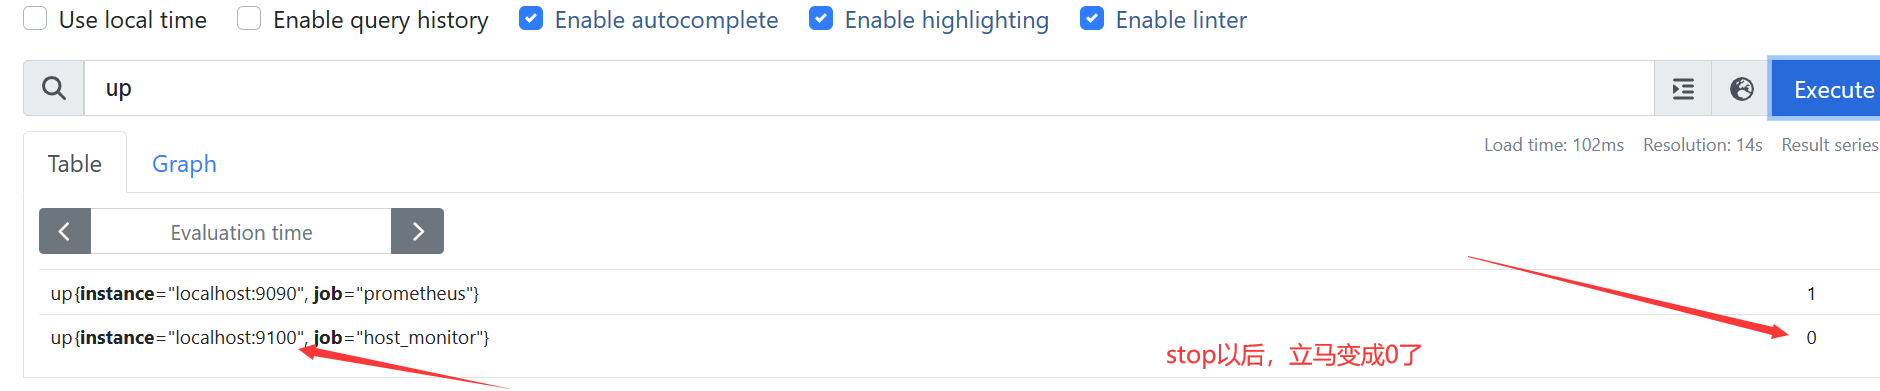 Use local time Enable query history Enable autocomplete Enable highlighting Enable linter
up
Execute
Load time: 102ms Resolution: 14s Result series
Table Graph
Evaluation time
up{instance="localhost:9090", job="prometheus"} 1
up{instance="localhost:9100", job="host_monitor"} 0
stop以后，立马变成0了